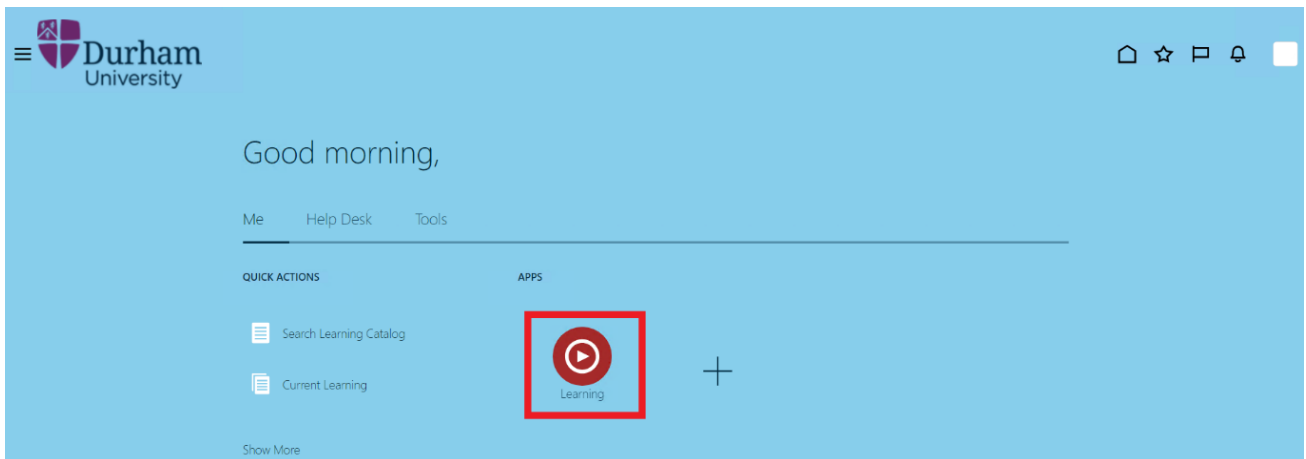 Durham
University
Good morning,
Me Help Desk Tools
QUICK ACTIONS
APPS
Search Learning Catalog
Current Learning
Learning
Show More